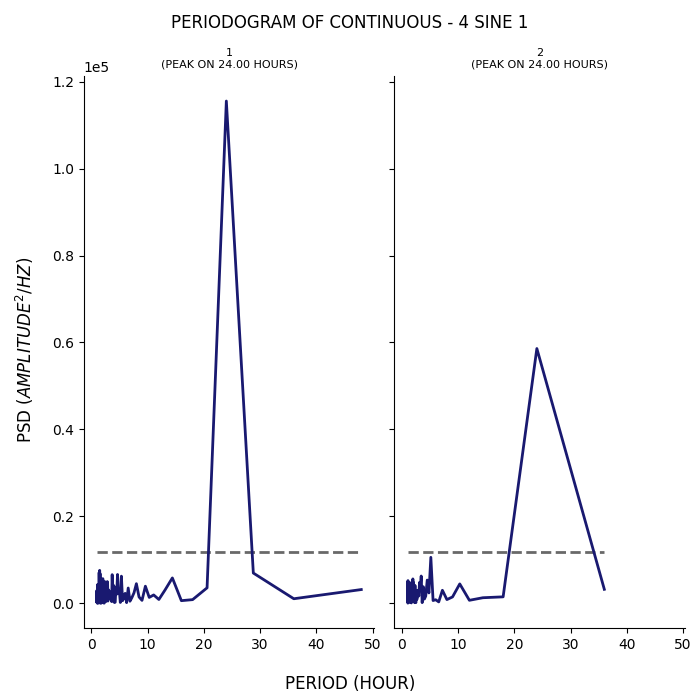 PERIODOGRAM OF CONTINUOUS - 4 SINE 1
1
(PEAK ON 24.00 HOURS)
2
(PEAK ON 24.00 HOURS)
1e5
1.2
1.0
0.8
0.6
0.4
0.2
0.0
PSD (AMPLITUDE²/HZ)
0 10 20 30 40 50
0 10 20 30 40 50
PERIOD (HOUR)